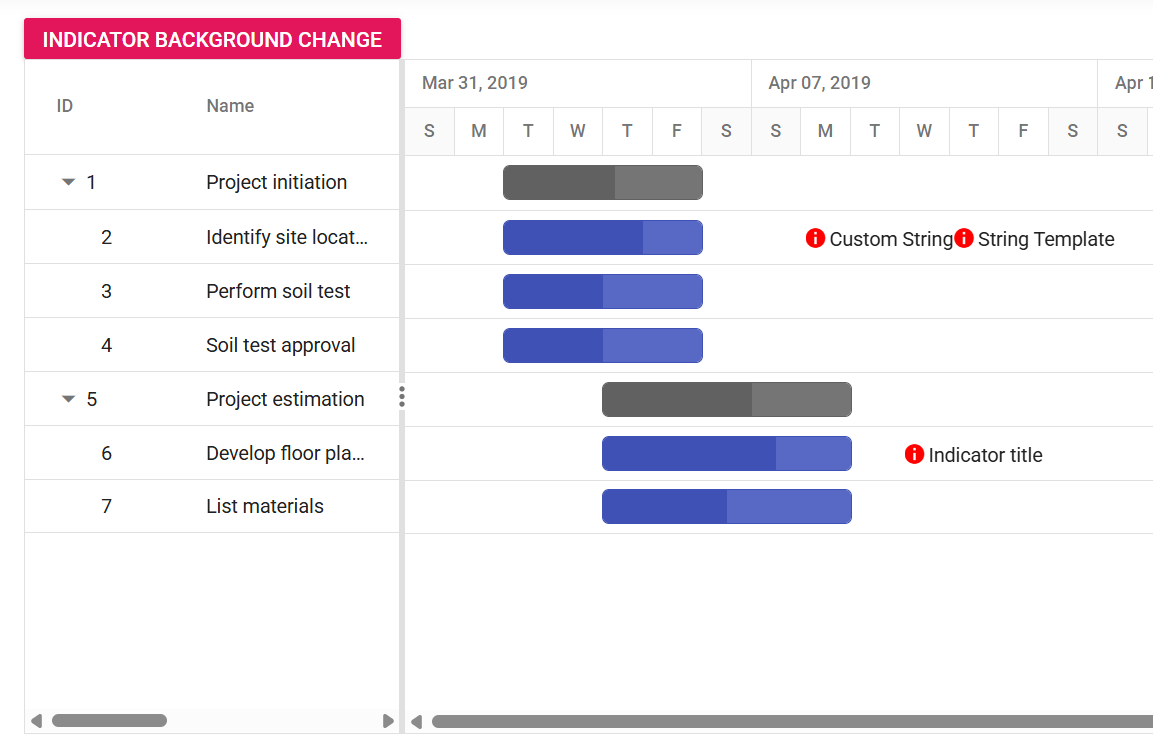 INDICATOR BACKGROUND CHANGE
ID Name Mar 31, 2019 Apr 07, 2019 Apr 1
S M T W T F S S M T W T F S S
1 Project initiation
2 Identify site locat... Custom String String Template
3 Perform soil test
4 Soil test approval
5 Project estimation
6 Develop floor pla... Indicator title
7 List materials